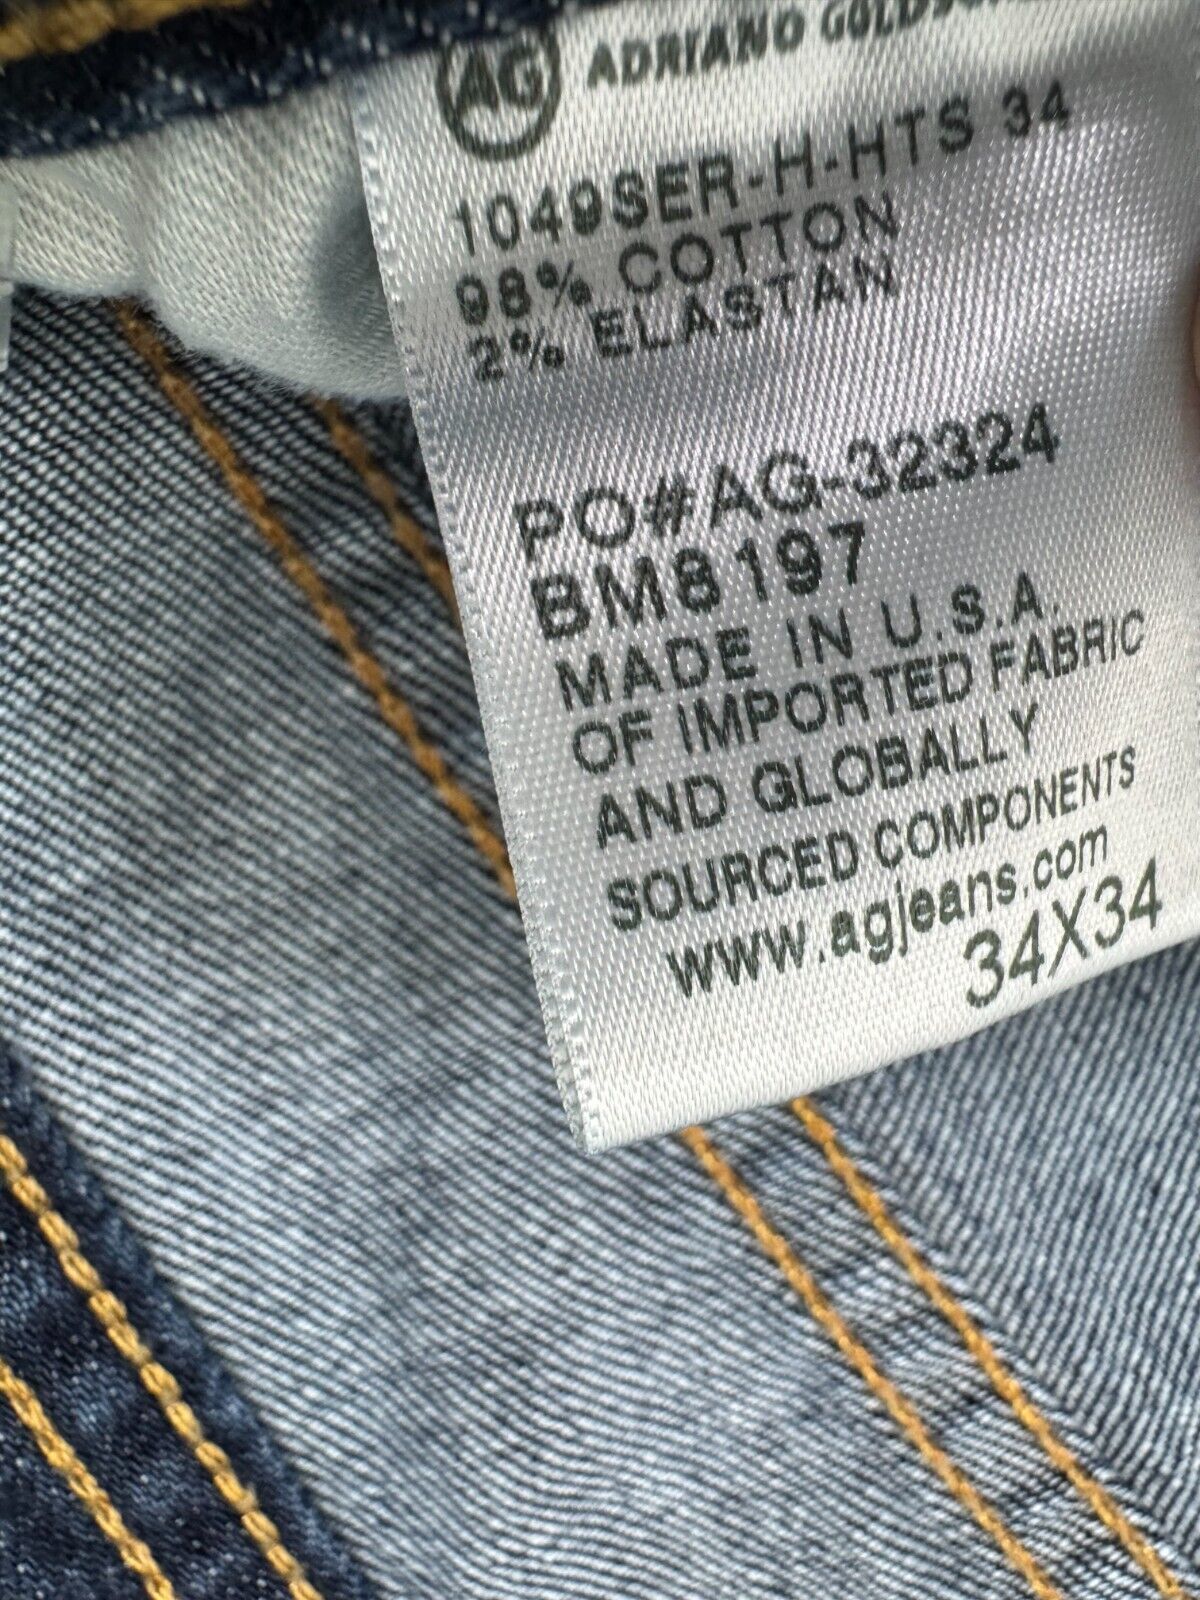 AG ADRIANO
1049SER-H-HTS 34
98% COTTON
2% ELASTAN
PO#AG-32324
BM8197
MADE IN U.S.A.
OF IMPORTED FABRIC
AND GLOBALLY
SOURCED COMPONENTS
www.agjeans.com
34X34